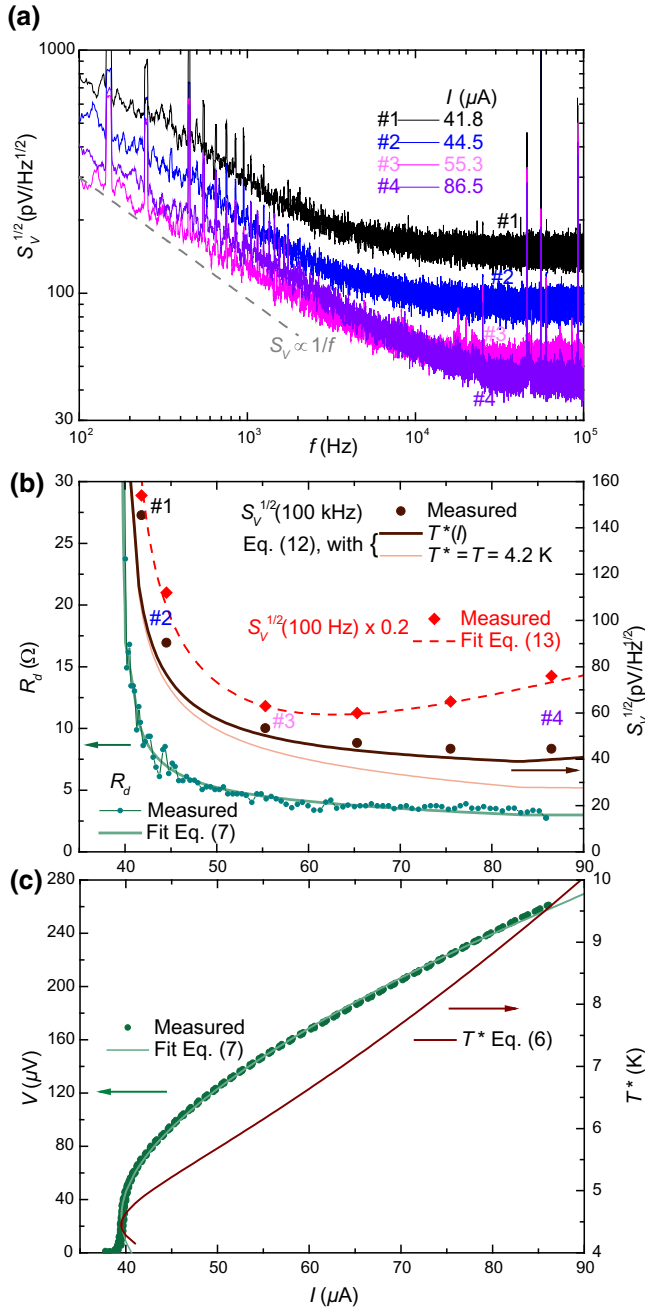 (a)
1000
100
30
S_V^1/2 (pV/Hz^1/2)
I (μA)
#1 41.8
#2 44.5
#3 55.3
#4 86.5
#1
#2
#3
#4
S_V ∝ 1/f
10^2 10^3 10^4 10^5
f (Hz)
(b)
30
25
20
15
10
5
0
R_d (Ω)
160
140
120
100
80
60
40
20
0
S_V^1/2 (pV/Hz^1/2)
#1
#2
#3
#4
S_V^1/2 (100 kHz) Measured
Eq. (12), with { T*(I)
T* = T = 4.2 K
S_V^1/2 (100 Hz) x 0.2 Measured
Fit Eq. (13)
R_d
Measured
Fit Eq. (7)
40 50 60 70 80 90
(c)
280
240
200
160
120
80
40
0
V (μV)
10
9
8
7
6
5
4
T* (K)
Measured
Fit Eq. (7)
T* Eq. (6)
40 50 60 70 80 90
I (μA)